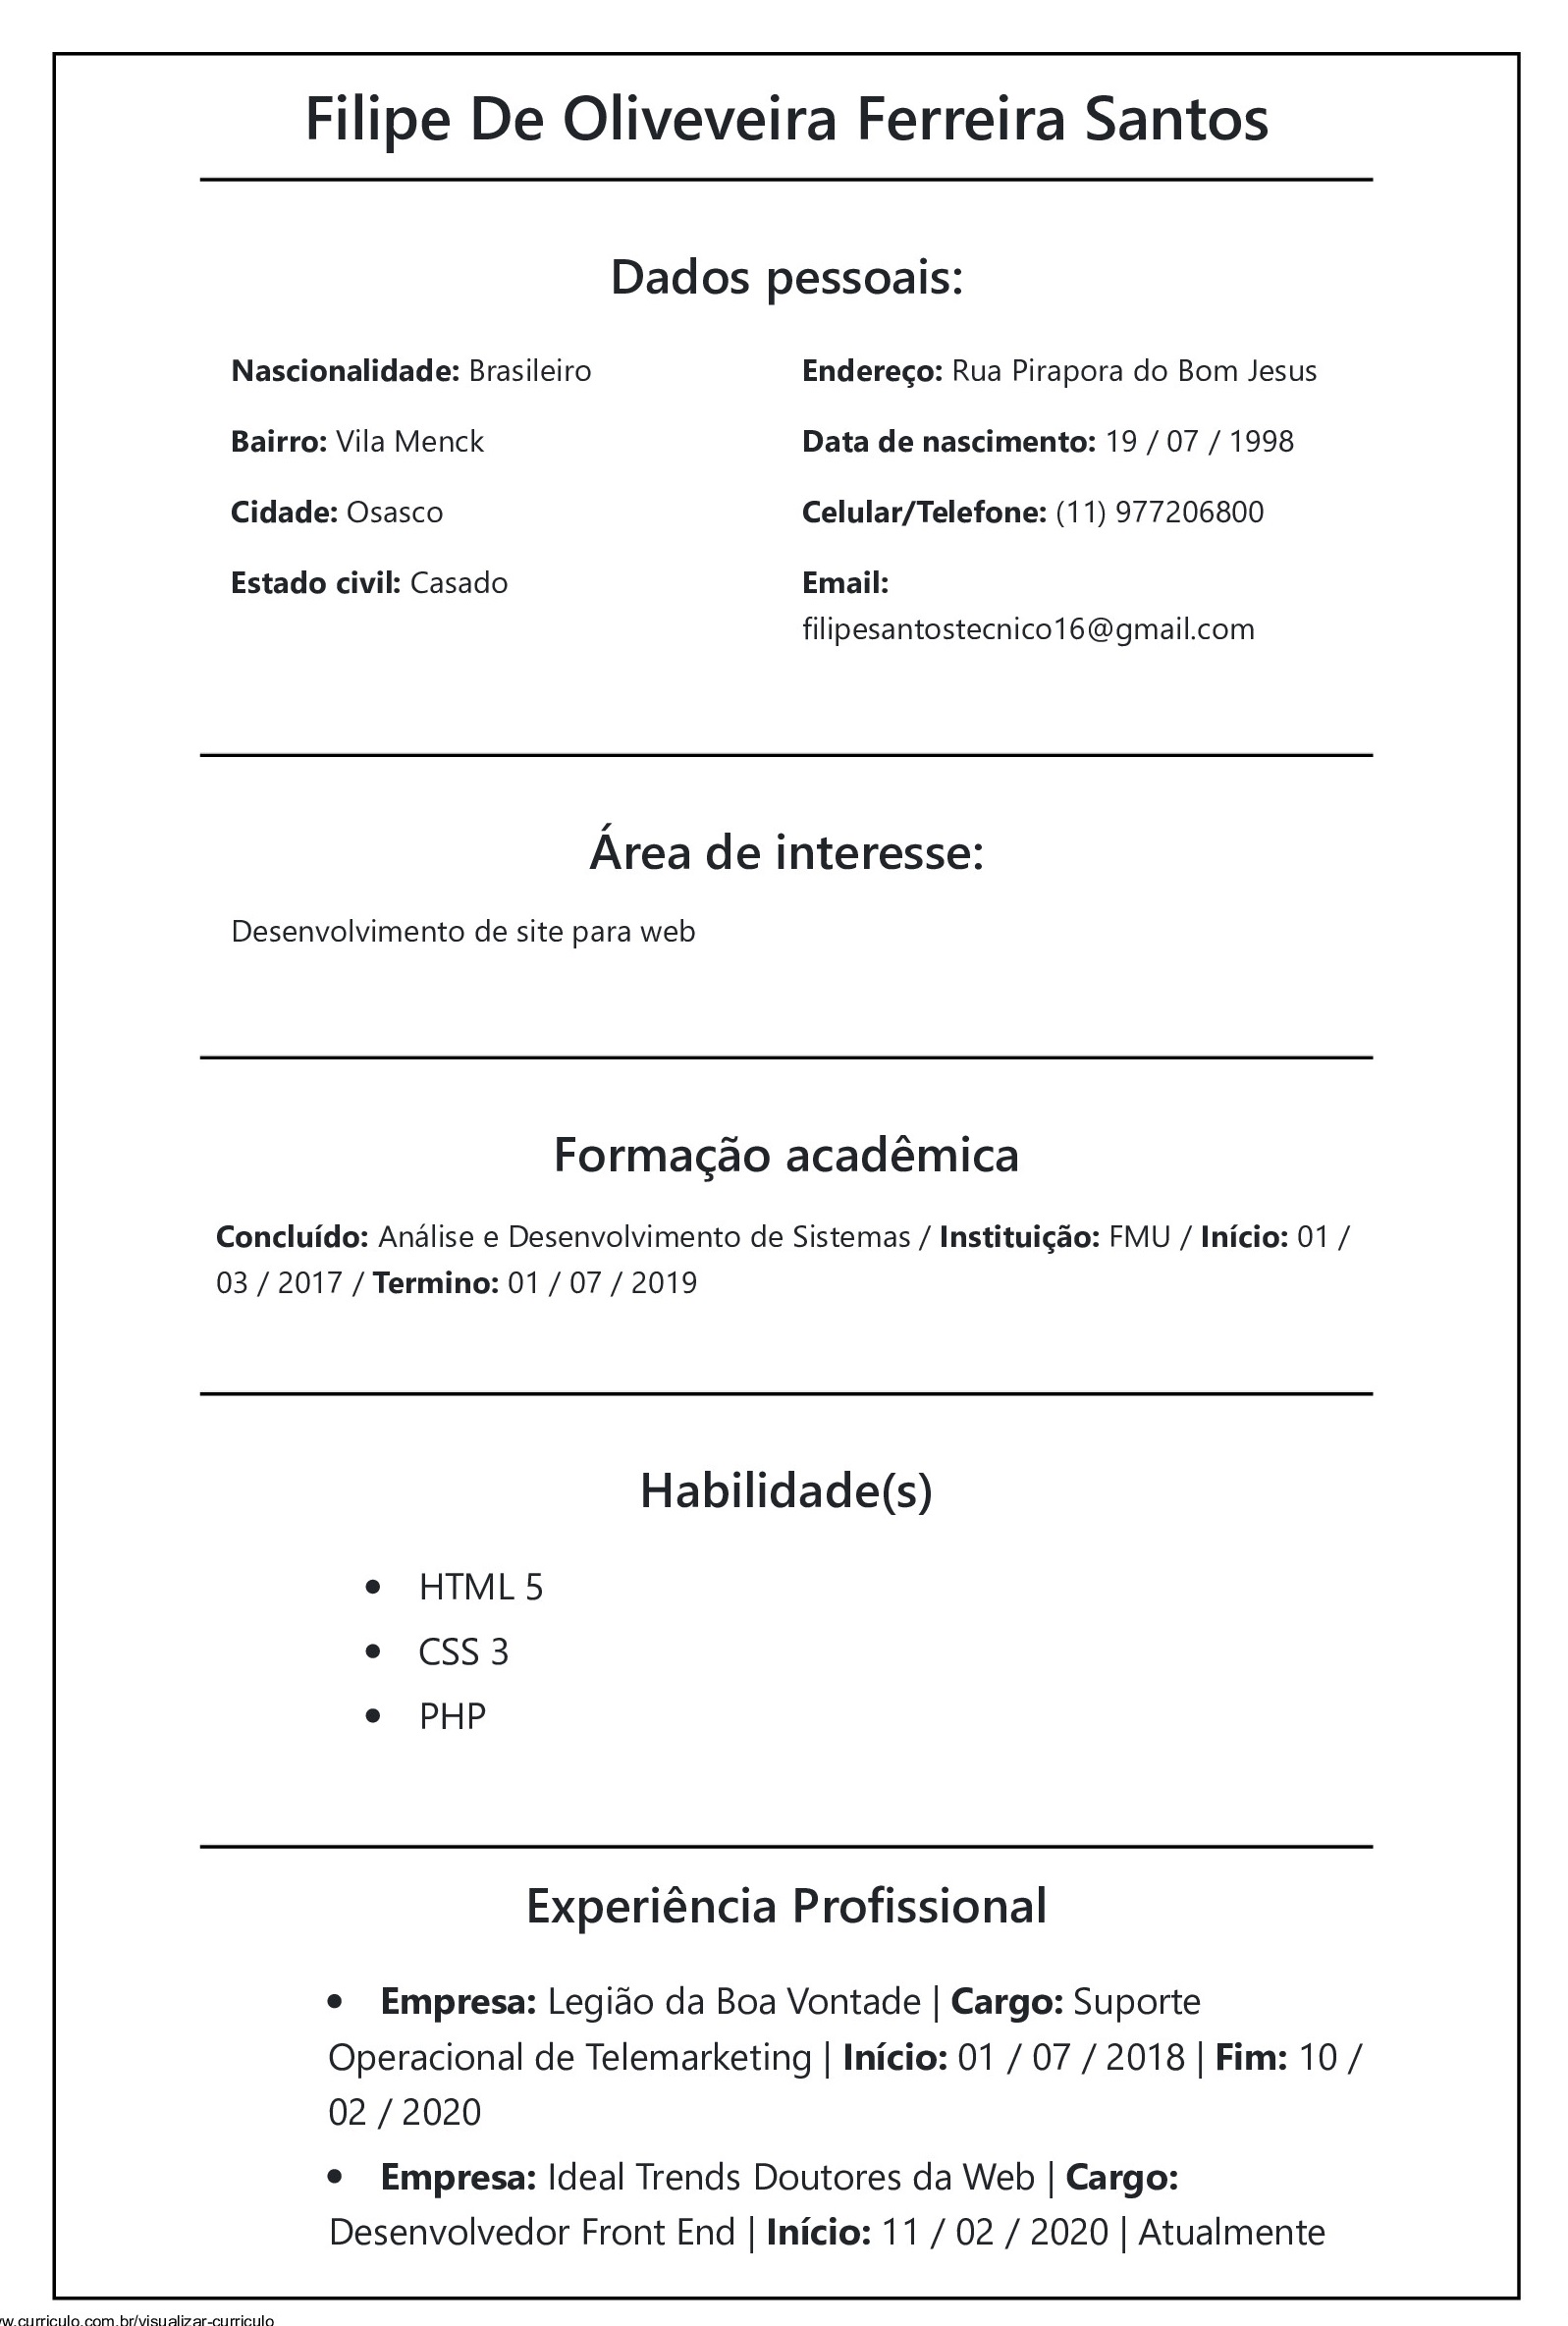 Filipe De Oliveveira Ferreira Santos
Dados pessoais:
Nascionalidade: Brasileiro
Bairro: Vila Menck
Cidade: Osasco
Estado civil: Casado
Endereço: Rua Pirapora do Bom Jesus
Data de nascimento: 19 / 07 / 1998
Celular/Telefone: (11) 977206800
Email:
filipesantostecnico16@gmail.com
Área de interesse:
Desenvolvimento de site para web
Formação acadêmica
Concluído: Análise e Desenvolvimento de Sistemas / Instituição: FMU / Início: 01 /
03 / 2017 / Termino: 01 / 07 / 2019
Habilidade(s)
• HTML 5
• CSS 3
• PHP
Experiência Profissional
• Empresa: Legião da Boa Vontade | Cargo: Suporte
Operacional de Telemarketing | Início: 01 / 07 / 2018 | Fim: 10 /
02 / 2020
• Empresa: Ideal Trends Doutores da Web | Cargo:
Desenvolvedor Front End | Início: 11 / 02 / 2020 | Atualmente
w.curriculo.com.br/visualizar-curriculo